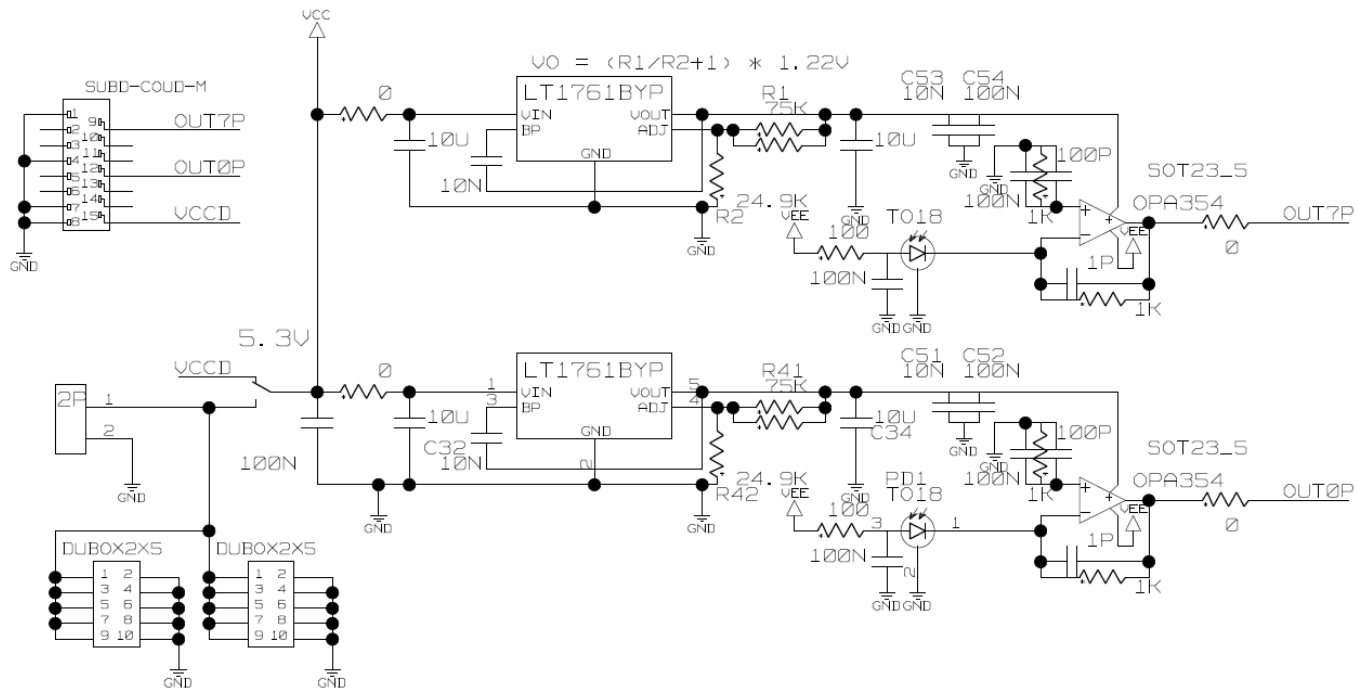 VCC
VO = (R1/R2+1) * 1.22V
SUBD-COUD-M
1
9
2
10
3
11
4
12
5
13
6
14
7
15
8
OUT7P
OUT0P
VCCD
GND
0
10U
LT1761BYP
VIN
BP
VOUT
ADJ
GND
10N
R1
75K
R2
24.9K
GND
10U
GND
C53
10N
C54
100N
GND
GND
100P
100N
1K
SOT23_5
OPA354
VEE
100
100N
GND
TO18
GND
VEE
1P
1K
0
OUT7P
5.3V
VCCD
2P
1
2
GND
100N
0
10U
GND
1
3
LT1761BYP
VIN
BP
VOUT
ADJ
GND
5
4
2
C32
10N
R41
75K
R42
24.9K
GND
10U
C34
GND
C51
10N
C52
100N
GND
GND
100P
100N
1K
SOT23_5
OPA354
VEE
100
3
100N
GND
PD1
TO18
1
2
GND
VEE
1P
1K
0
OUT0P
DUBOX2X5
1 2
3 4
5 6
7 8
9 10
GND
DUBOX2X5
1 2
3 4
5 6
7 8
9 10
GND